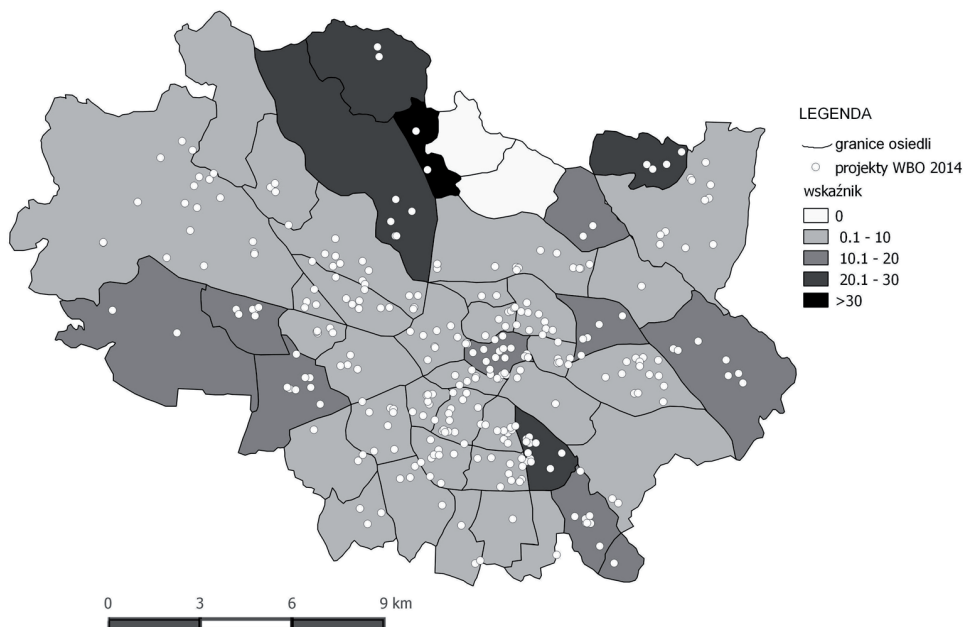 LEGENDA
granice osiedli
projekty WBO 2014
wskaźnik
0
0.1 - 10
10.1 - 20
20.1 - 30
>30
0 3 6 9 km